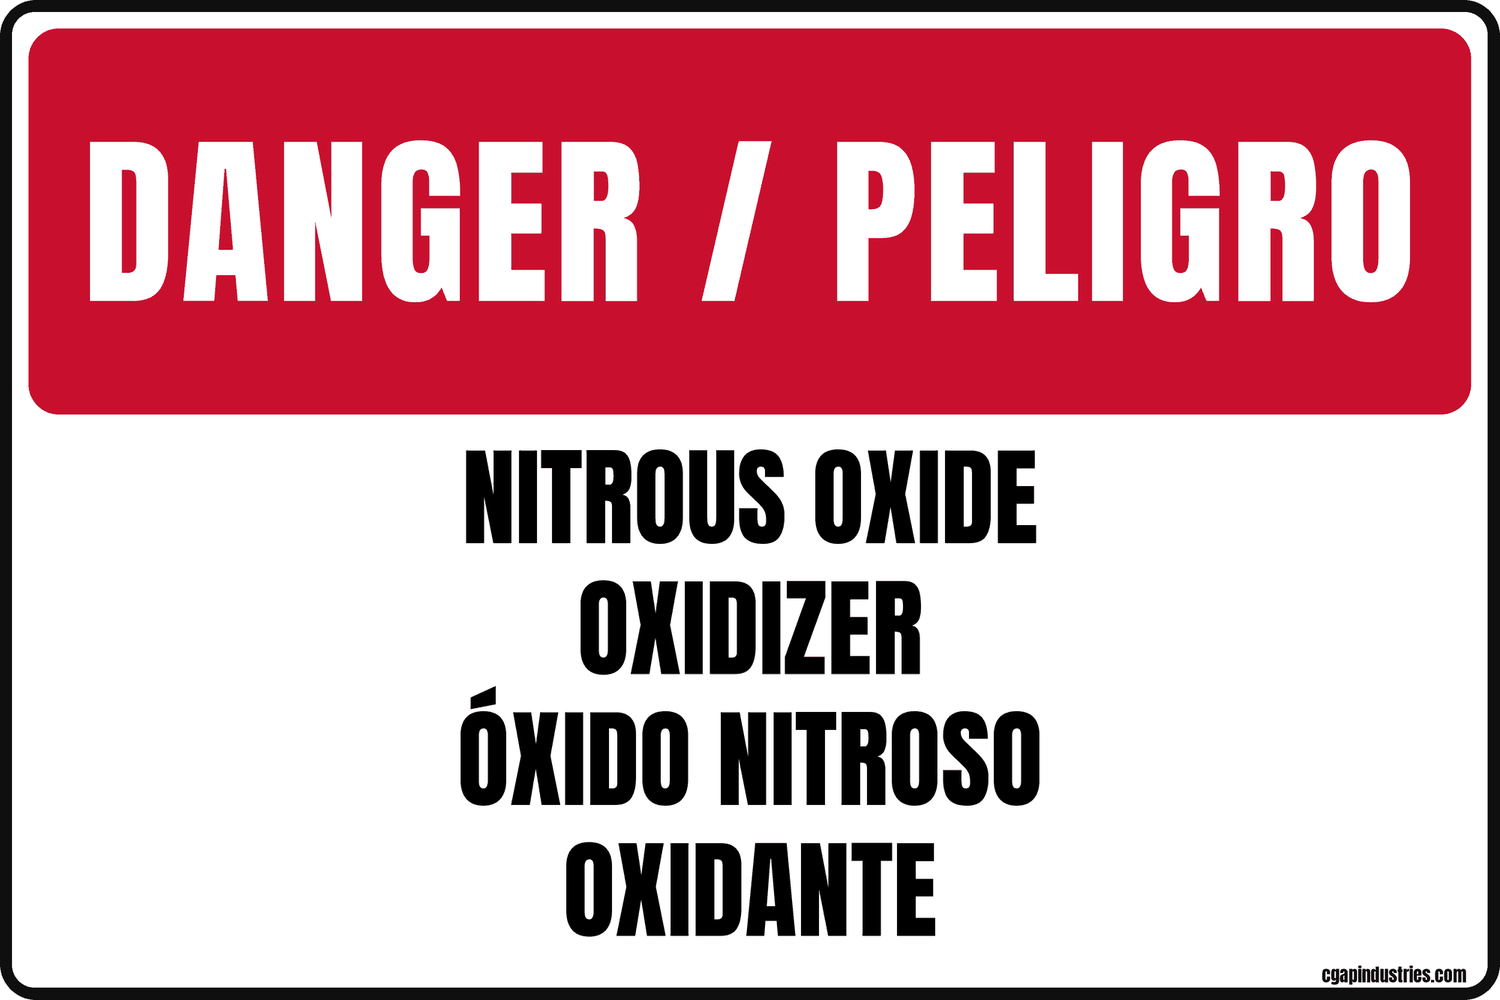 DANGER / PELIGRO
NITROUS OXIDE
OXIDIZER
ÓXIDO NITROSO
OXIDANTE
cgapindustries.com